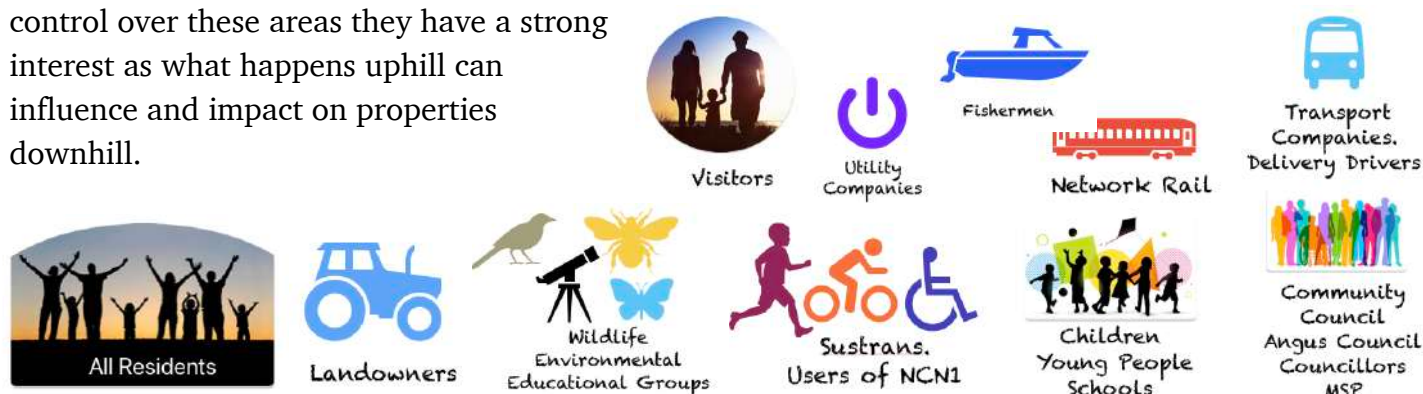 control over these areas they have a strong
interest as what happens uphill can
influence and impact on properties
downhill.
Visitors
Utility
Companies
Fishermen
Network Rail
Transport
Companies.
Delivery Drivers
All Residents
Landowners
Wildlife
Environmental
Educational Groups
Sustrans.
Users of NCN1
Children
Young People
Schools
Community
Council
Angus Council
Councillors
MSP